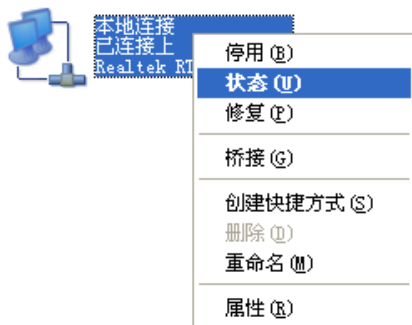 本地连接
已连接上
Realtek
停用(B)
状态(U)
修复(P)
桥接(G)
创建快捷方式(S)
删除(D)
重命名(M)
属性(R)